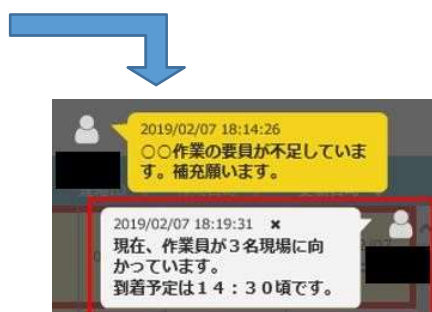 2019/02/07 18:14:26
○○作業の要員が不足していま
す。補充願います。
2019/02/07 18:19:31 ×
現在、作業員が3名現場に向
かっています。
到着予定は14:30頃です。